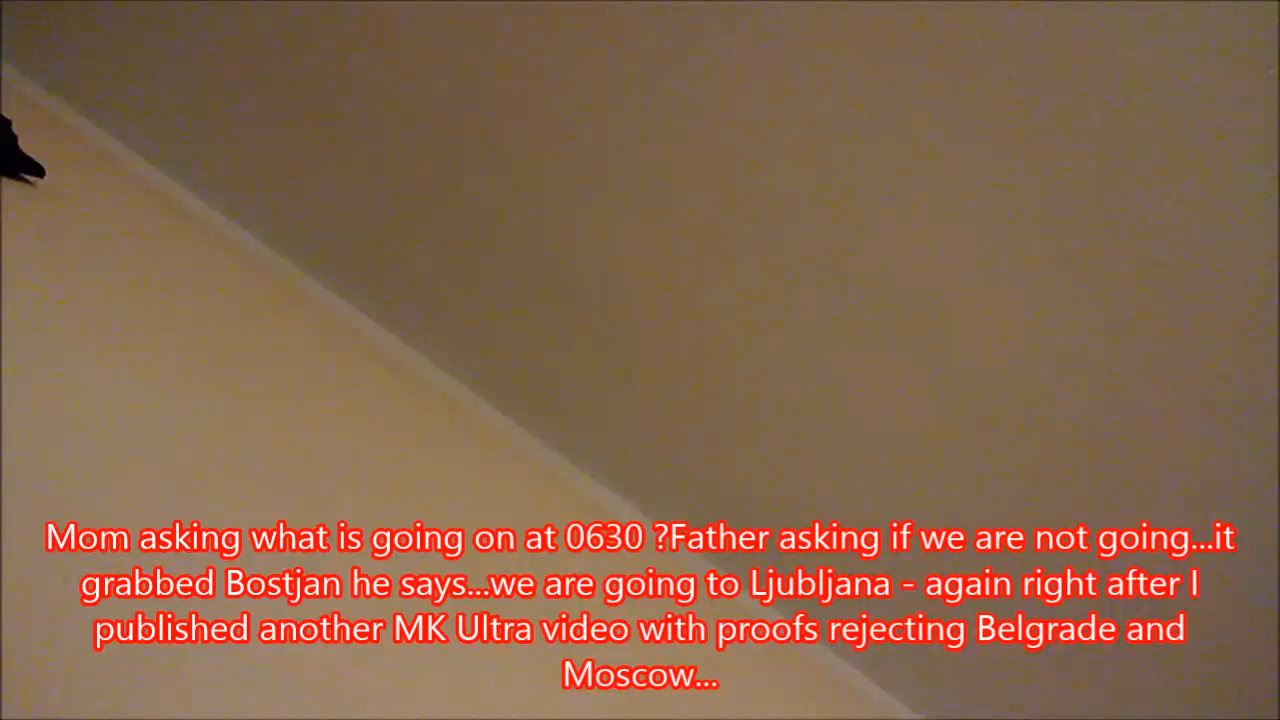 Mom asking what is going on at 0630 ?Father asking if we are not going...it
grabbed Bostjan he says...we are going to Ljubljana - again right after I
published another MK Ultra video with proofs rejecting Belgrade and
Moscow...